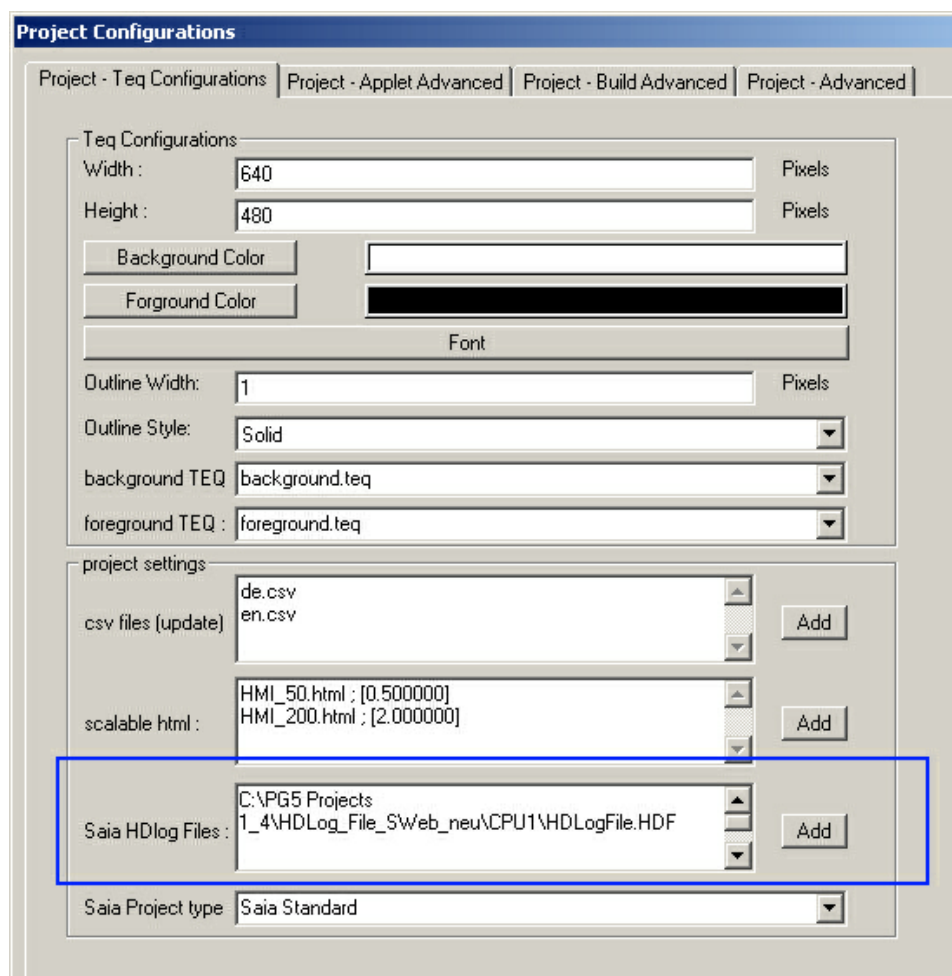 Project Configurations
Project - Teq Configurations Project - Applet Advanced Project - Build Advanced Project - Advanced
Teq Configurations
Width : 640 Pixels
Height : 480 Pixels
Background Color
Forground Color
Font
Outline Width: 1 Pixels
Outline Style: Solid
background TEQ background.teq
foreground TEQ : foreground.teq
project settings
csv files (update) de.csv
en.csv
Add
scalable html : HMI_50.html ; [0.500000]
HMI_200.html ; [2.000000]
Add
Saia HDlog Files : C:\PG5 Projects
1_4\HDLog_File_SWeb_neu\CPU1\HDLogFile.HDF
Add
Saia Project type Saia Standard